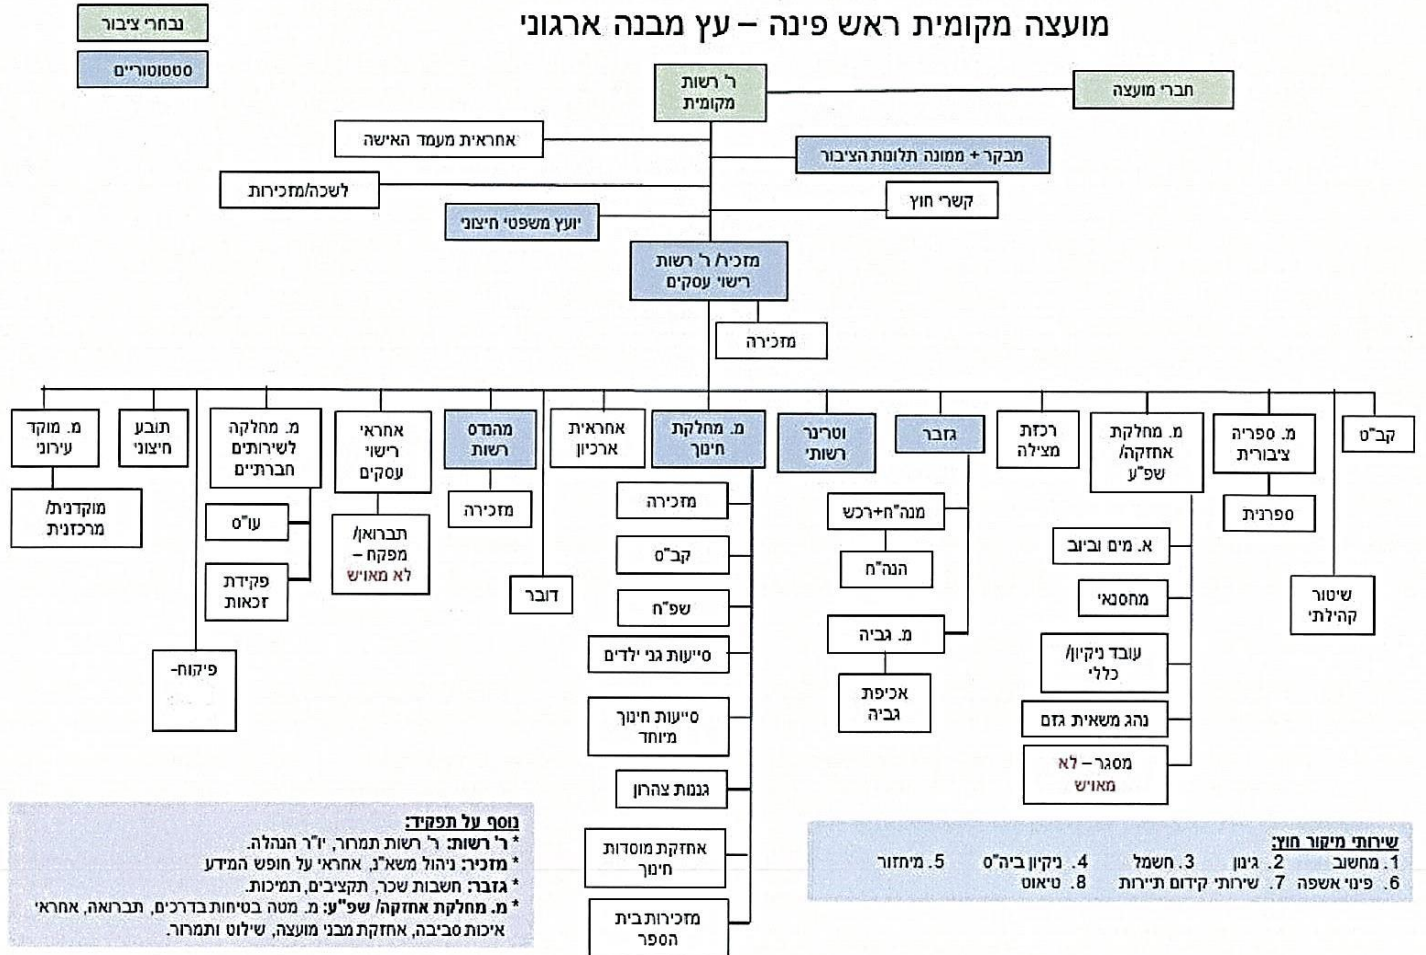 מועצה מקומית ראש פינה – עץ מבנה ארגוני
נבחרי ציבור
סטטוטוריים
ר' רשות
מקומית
חברי מועצה
אחראית מעמד האישה
מבקר + ממונה תלונות הציבור
לשכה/מזכירות
קשרי חוץ
יועץ משפטי חיצוני
מזכיר/ ר' רשות
רישוי עסקים
מזכירה
קב"ט
מ. ספריה
ציבורית
ספרנית
שיטור
קהילתי
מ. מחלקת
אחזקה/
שפ"ע
א. מים וביוב
מחסנאי
עובד ניקיון/
כללי
נהג משאית גזם
מסגר – לא
מאויש
רכזת
מצילה
גזבר
מנה"ח+רכש
הנה"ח
מ. גביה
אכיפת
גביה
וטרינר
רשותי
מ. מחלקת
חינוך
מזכירה
קב"ס
שפ"ח
סייעות גני ילדים
סייעות חינוך
מיוחד
גננות צהרון
אחזקת מוסדות
חינוך
מזכירות בית
הספר
אחראית
ארכיון
דובר
מהנדס
רשות
מזכירה
אחראי
רישוי
עסקים
תברואן/
מפקח –
לא מאויש
מ. מחלקה
לשירותים
חברתיים
עו"ס
פקידת
זכאות
פיקוח-
תובע
חיצוני
מ. מוקד
עירוני
מוקדנית/
מרכזנית
שירותי מיקור חוץ:
1. מחשוב 2. גינון 3. חשמל 4. ניקיון ביה"ס 5. מיחזור
6. פינוי אשפה 7. שירותי קידום תיירות 8. טיאוט
נוסף על תפקיד:
* ר' רשות: ר' רשות תמרור, יו"ר הנהלה.
* מזכיר: ניהול משא"נ, אחראי על חופש המידע
* גזבר: חשבות שכר, תקציבים, תמיכות.
* מ. מחלקת אחזקה/ שפ"ע: מ. מטה בטיחות בדרכים, תברואה, אחראי
איכות סביבה, אחזקת מבני מועצה, שילוט ותמרור.